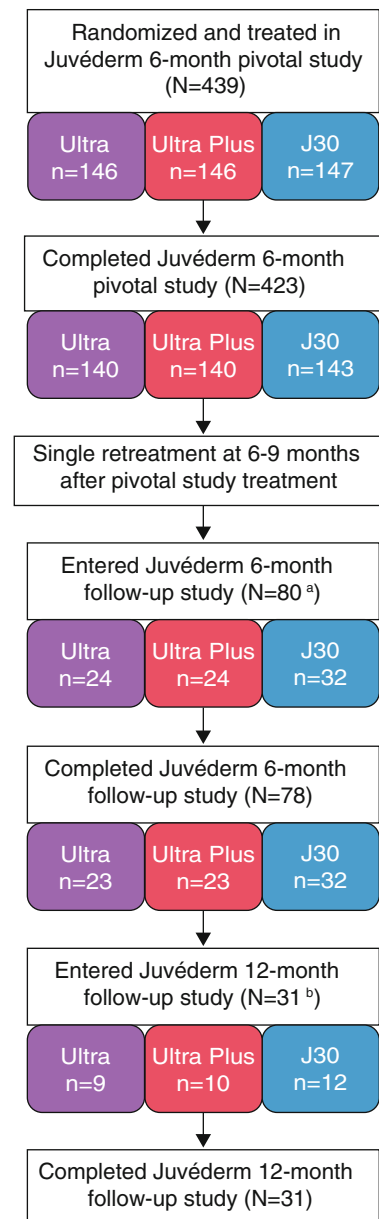 Randomized and treated in
Juvéderm 6-month pivotal study
(N=439)
Ultra
n=146
Ultra Plus
n=146
J30
n=147
Completed Juvéderm 6-month
pivotal study (N=423)
Ultra
n=140
Ultra Plus
n=140
J30
n=143
Single retreatment at 6-9 months
after pivotal study treatment
Entered Juvéderm 6-month
follow-up study (N=80 a)
Ultra
n=24
Ultra Plus
n=24
J30
n=32
Completed Juvéderm 6-month
follow-up study (N=78)
Ultra
n=23
Ultra Plus
n=23
J30
n=32
Entered Juvéderm 12-month
follow-up study (N=31 b)
Ultra
n=9
Ultra Plus
n=10
J30
n=12
Completed Juvéderm 12-month
follow-up study (N=31)